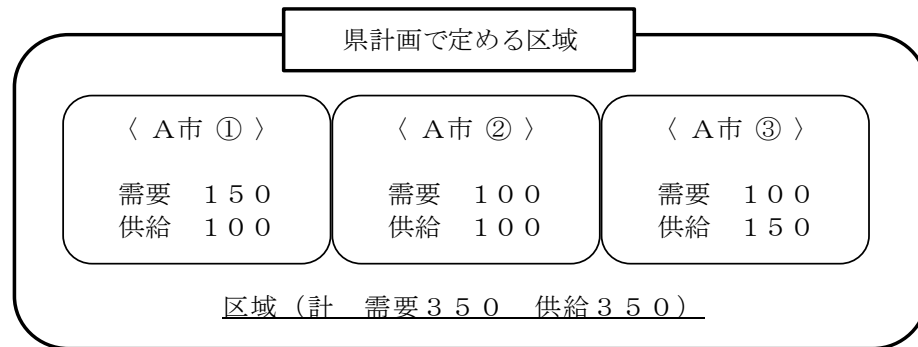 県計画で定める区域
〈 A市 ① 〉
需要 １５０
供給 １００
〈 A市 ② 〉
需要 １００
供給 １００
〈 A市 ③ 〉
需要 １００
供給 １５０
区域（計 需要３５０ 供給３５０）